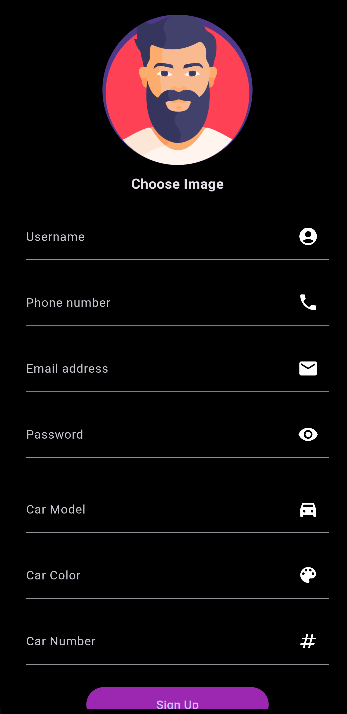 Choose Image
Username
Phone number
Email address
Password
Car Model
Car Color
Car Number
Sign Up